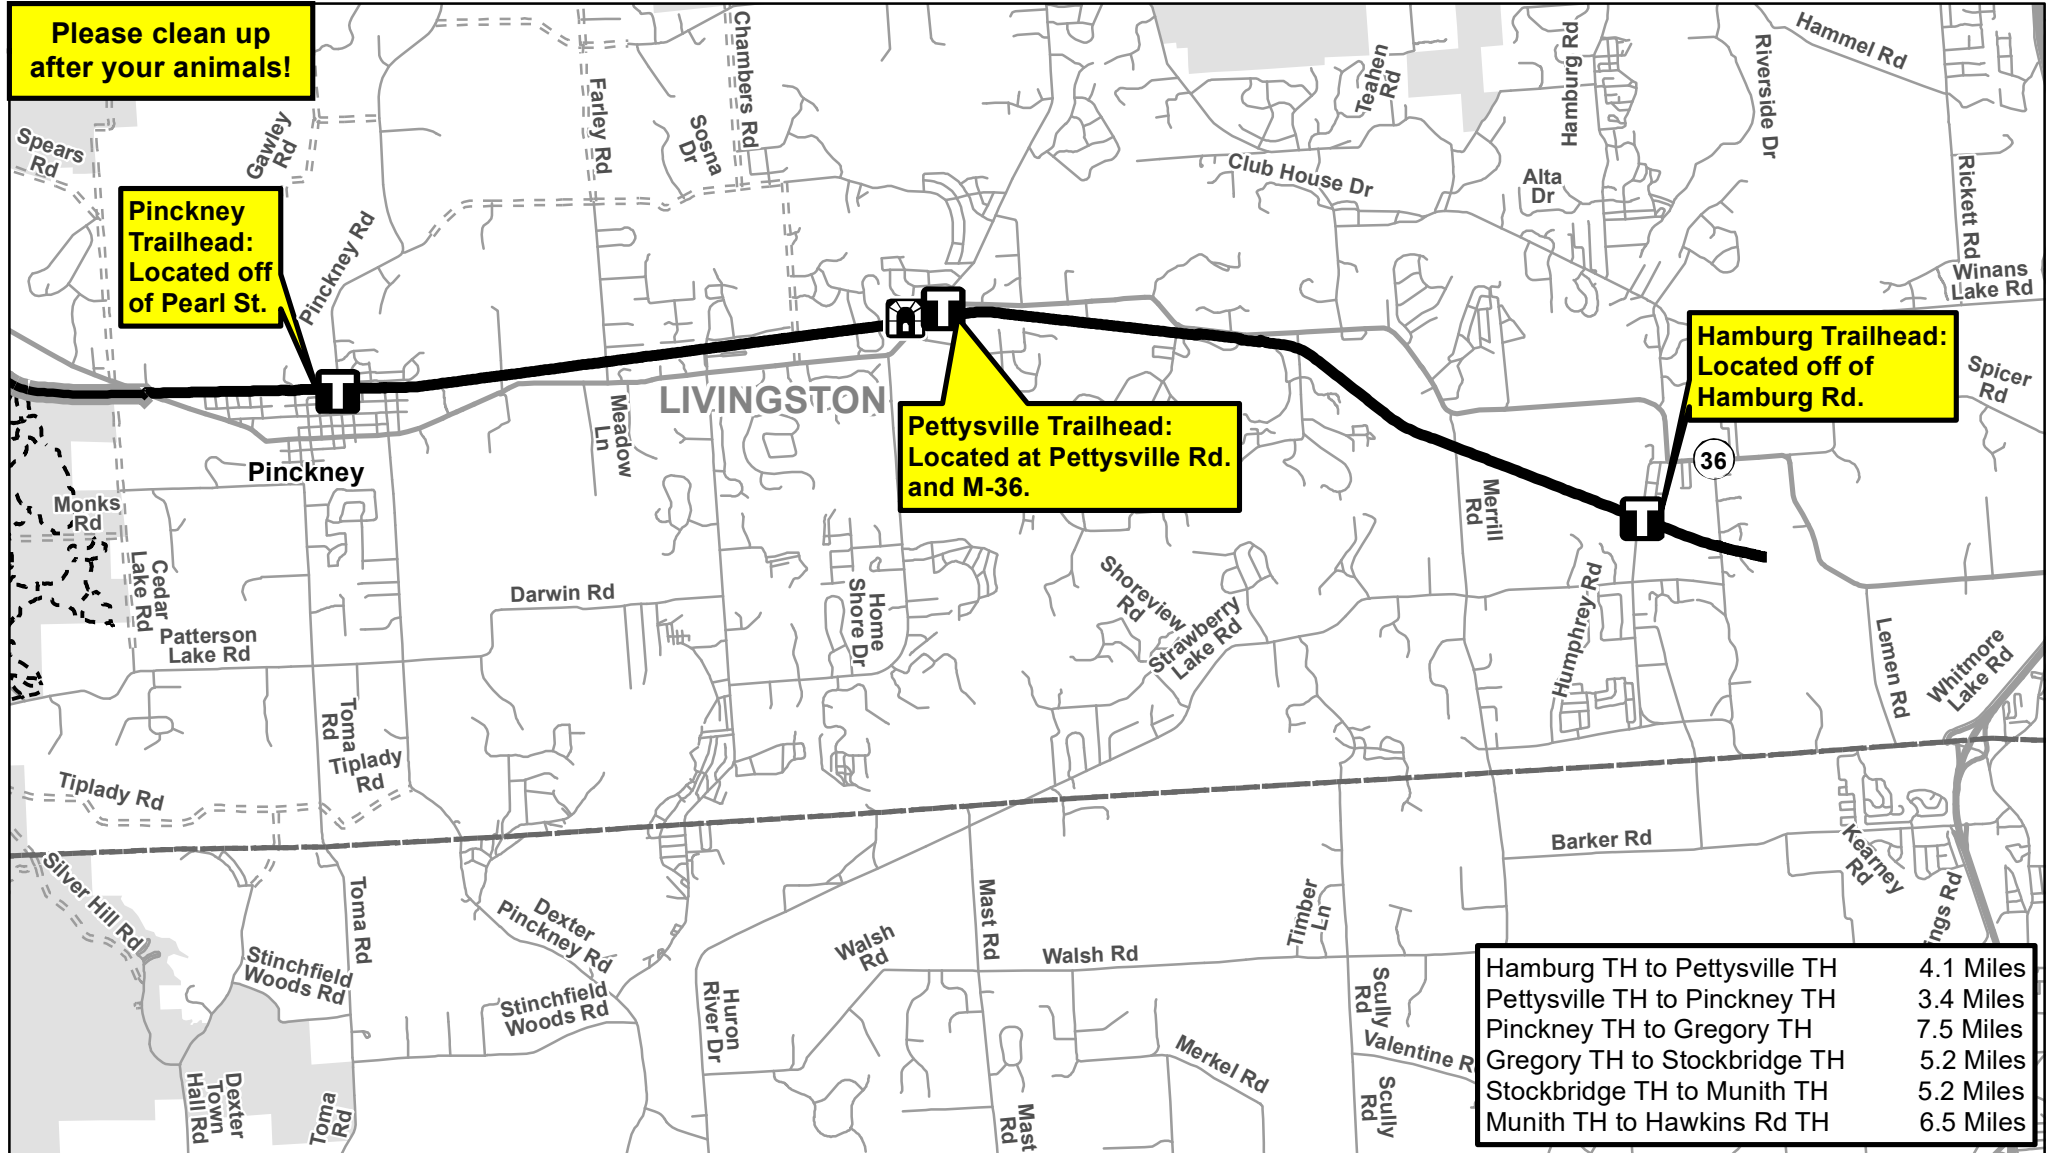 Please clean up
after your animals!
Chambers Rd
Farley Rd
Sosna
Dr
Gawley
Rd
Spears
Rd
Teahen
Rd
Hamburg Rd
Riverside Dr
Hammel Rd
Club House Dr
Alta
Dr
Rickett Rd
Winans
Lake Rd
Pinckney
Trailhead:
Located off
of Pearl St.
Pinckney Rd
T
T
Hamburg Trailhead:
Located off of
Hamburg Rd.
Spicer
Rd
LIVINGSTON
Meadow
Ln
Pettysville Trailhead:
Located at Pettysville Rd.
and M-36.
36
Pinckney
Monks
Rd
Merrill
Rd
T
Cedar
Lake Rd
Darwin Rd
Home
Shore Dr
Shoreview
Rd
Strawberry
Lake Rd
Humphrey Rd
Patterson
Lake Rd
Lemen Rd
Whitmore
Lake Rd
Toma
Rd
Tiplady
Rd
Tiplady Rd
Barker Rd
Kearney
Rd
Silver Hill Rd
Toma Rd
Dexter
Pinckney Rd
Mast Rd
Timber
Ln
Walsh
Rd
Walsh Rd
ings Rd
Stinchfield
Woods Rd
Stinchfield
Woods Rd
Huron
River Dr
Scully
Rd
Valentine R
Merkel Rd
Dexter
Town
Hall Rd
Toma
Rd
Mast
Rd
Scully
Rd
Hamburg TH to Pettysville TH 4.1 Miles
Pettysville TH to Pinckney TH 3.4 Miles
Pinckney TH to Gregory TH 7.5 Miles
Gregory TH to Stockbridge TH 5.2 Miles
Stockbridge TH to Munith TH 5.2 Miles
Munith TH to Hawkins Rd TH 6.5 Miles